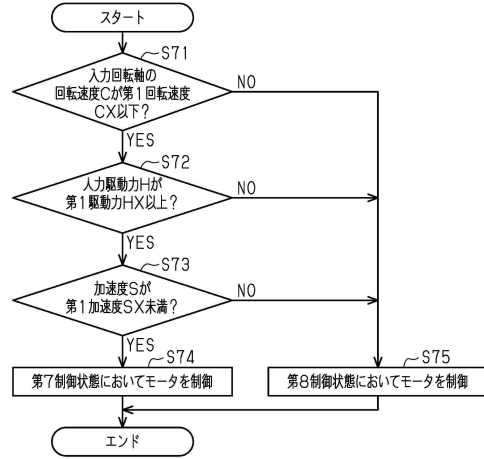 スタート
S71
入力回転軸の
回転速度Cが第1回転速度
CX以下?
NO
YES
S72
人力駆動力Hが
第1駆動力HX以上?
NO
YES
S73
加速度Sが
第1加速度SX未満?
NO
YES
S74
第7制御状態においてモータを制御
S75
第8制御状態においてモータを制御
エンド